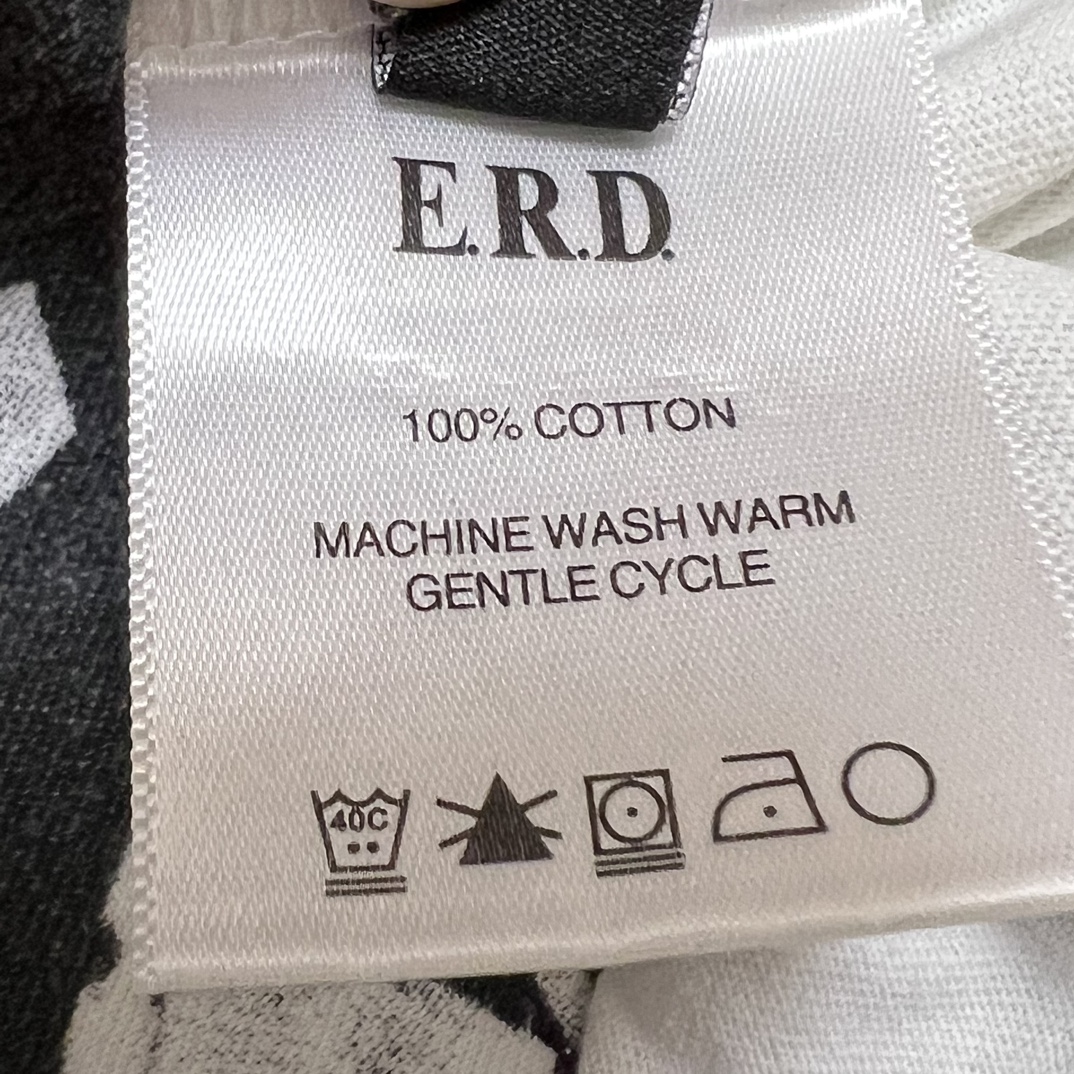 E.R.D.
100% COTTON
MACHINE WASH WARM
GENTLE CYCLE
40C